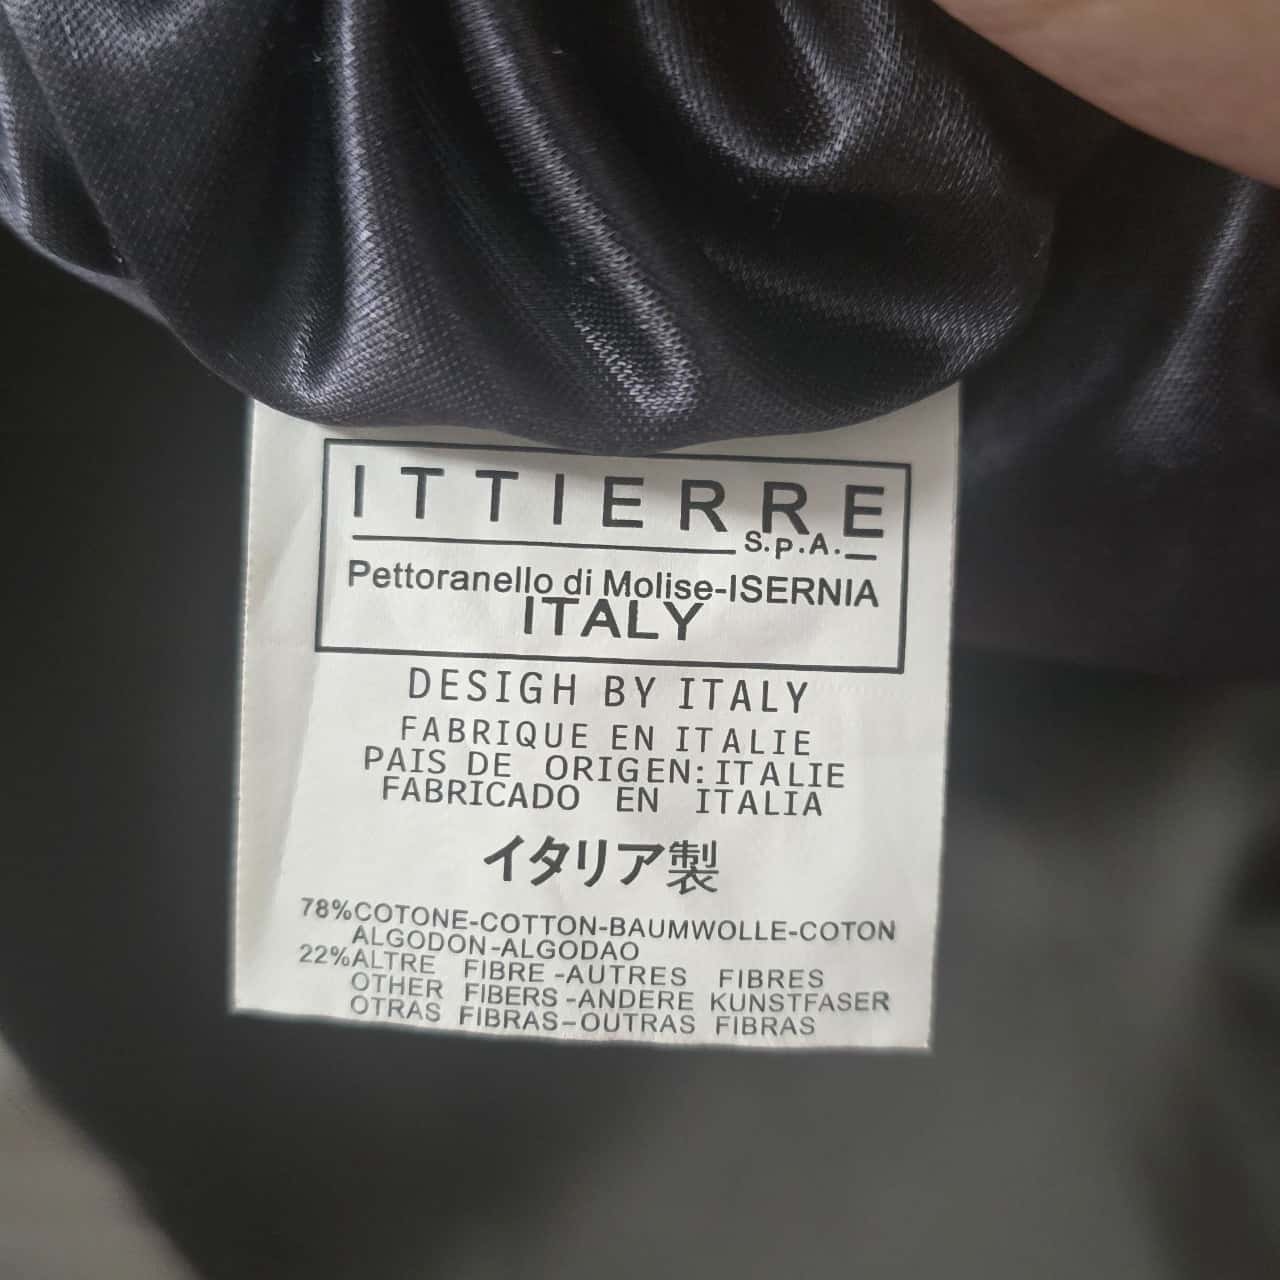 ITTIERRE
S.p.A.
Pettoranello di Molise-ISERNIA
ITALY
DESIGH BY ITALY
FABRIQUE EN ITALIE
PAIS DE ORIGEN: ITALIE
FABRICADO EN ITALIA
イタリア製
78%COTONE-COTTON-BAUMWOLLE-COTON
ALGODON-ALGODAO
22%ALTRE FIBRE-AUTRES FIBRES
OTHER FIBERS-ANDERE KUNSTFASER
OTRAS FIBRAS-OUTRAS FIBRAS